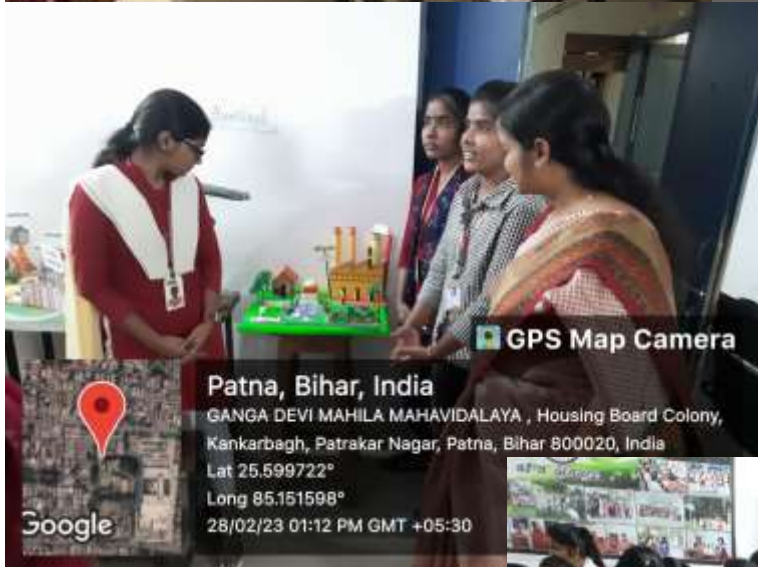 GPS Map Camera
Patna, Bihar, India
GANGA DEVI MAHILA MAHAVIDALAYA , Housing Board Colony,
Kankarbagh, Patrakar Nagar, Patna, Bihar 800020, India
Lat 25.599722°
Long 85.151598°
28/02/23 01:12 PM GMT +05:30
Google